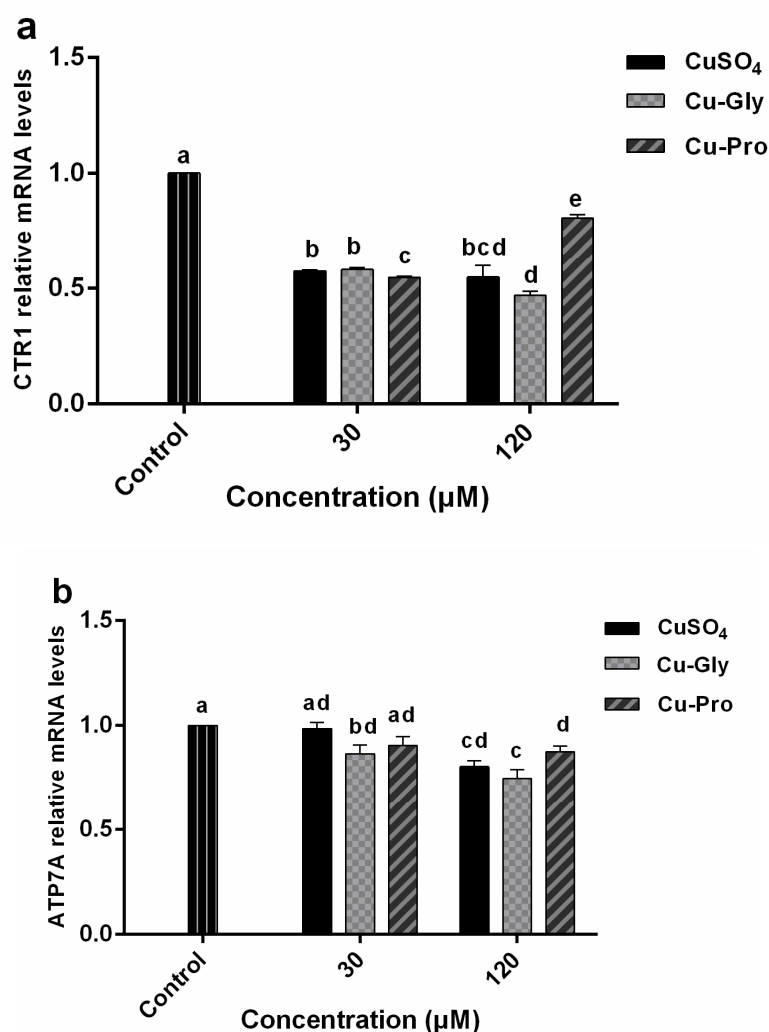 a
CTR1 relative mRNA levels
1.5
1.0
0.5
0.0
a
b b c
bcd d e
CuSO₄
Cu-Gly
Cu-Pro
Control 30 120
Concentration (µM)
b
ATP7A relative mRNA levels
1.5
1.0
0.5
0.0
a
ad bd ad
cd c d
CuSO₄
Cu-Gly
Cu-Pro
Control 30 120
Concentration (µM)